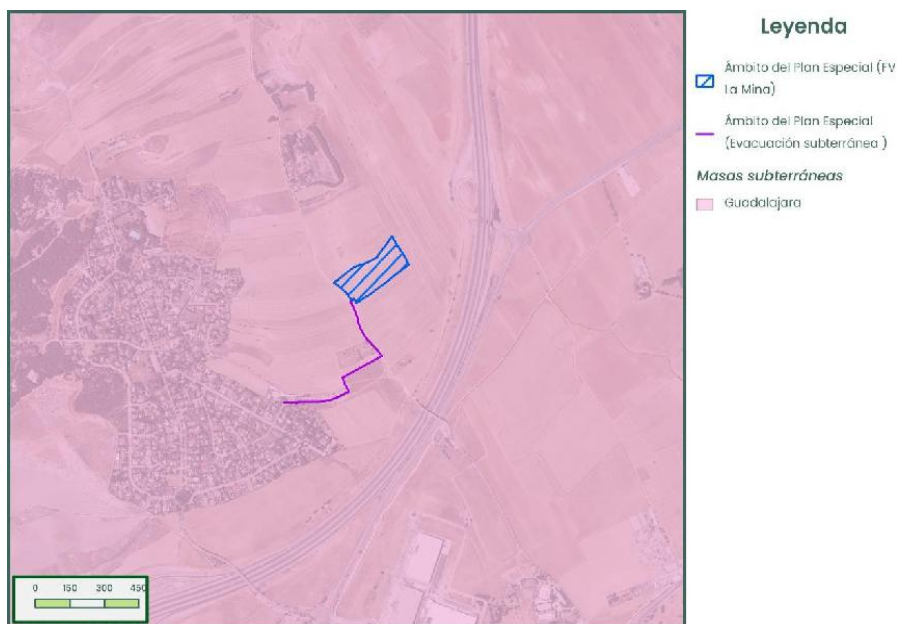 Leyenda
Ámbito del Plan Especial (FV
La Mina)
Ámbito del Plan Especial
(Evacuación subterránea )
Masas subterráneas
Guadalajara
0 150 300 450